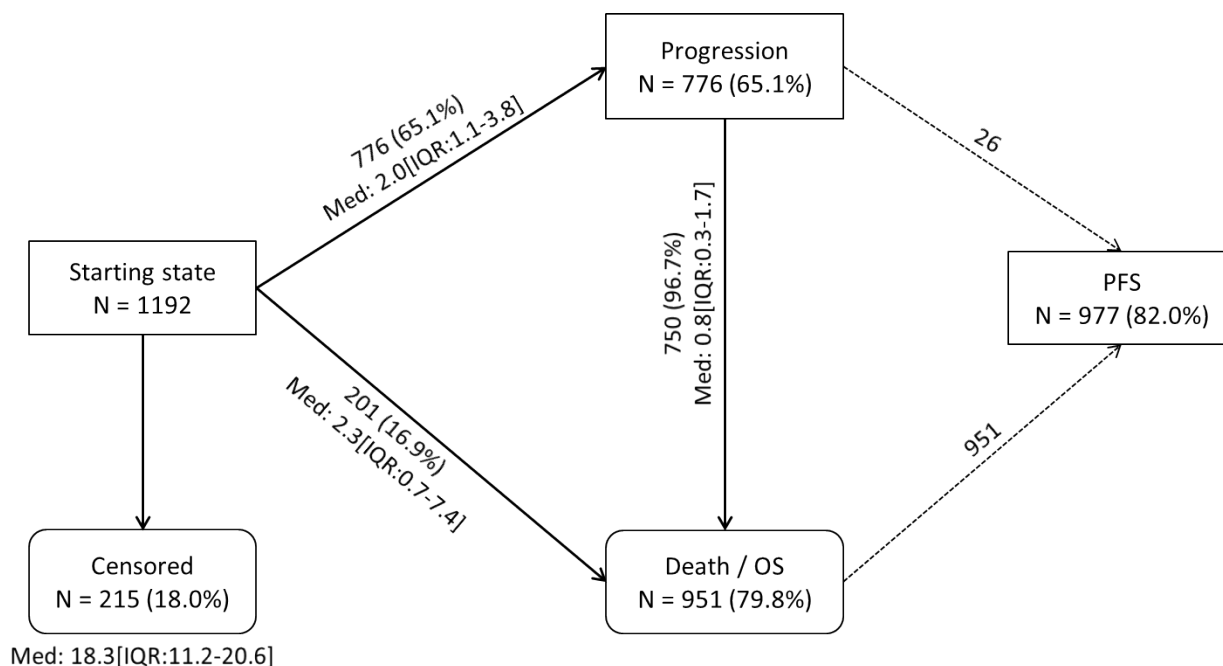 Progression
N = 776 (65.1%)
776 (65.1%)
Med: 2.0[IQR:1.1-3.8]
26
750 (96.7%)
Med: 0.8[IQR:0.3-1.7]
Starting state
N = 1192
PFS
N = 977 (82.0%)
201 (16.9%)
Med: 2.3[IQR:0.7-7.4]
951
Censored
N = 215 (18.0%)
Med: 18.3[IQR:11.2-20.6]
Death / OS
N = 951 (79.8%)